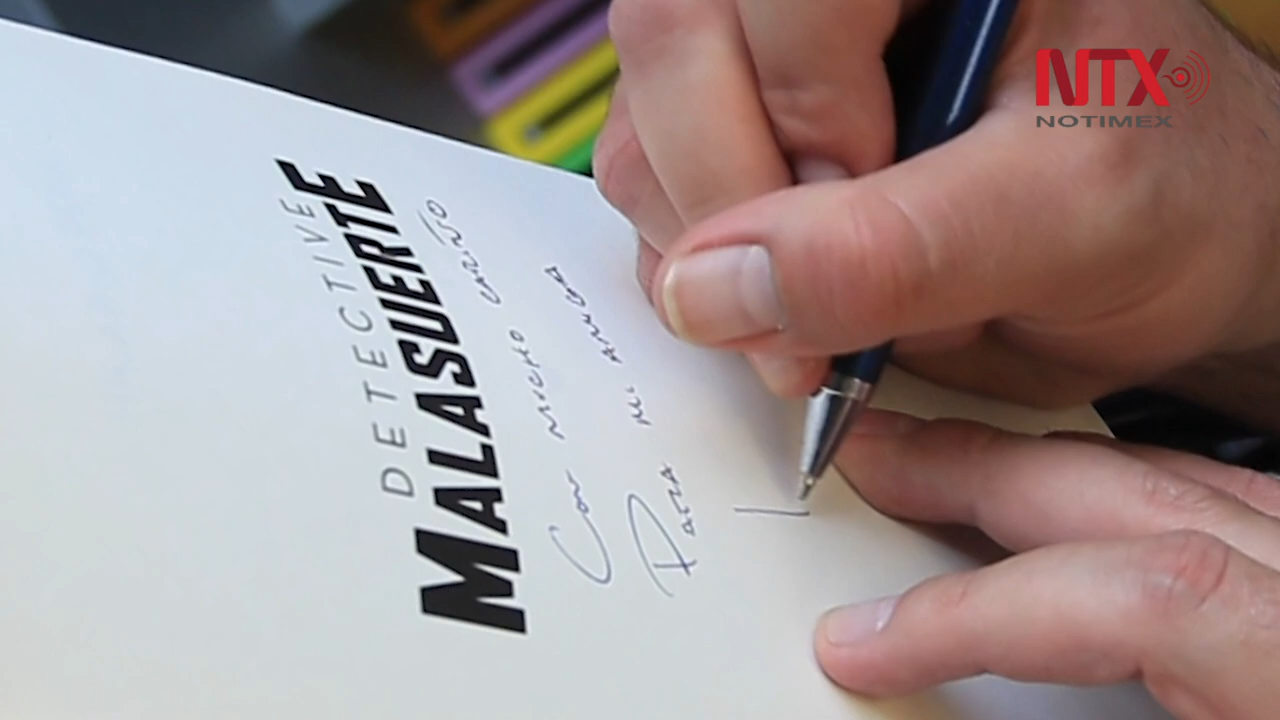 NTX
NOTIMEX
DETECTIVE
MALASUERTE
CON MUCHO CARIÑO
PARA MI AMIGA